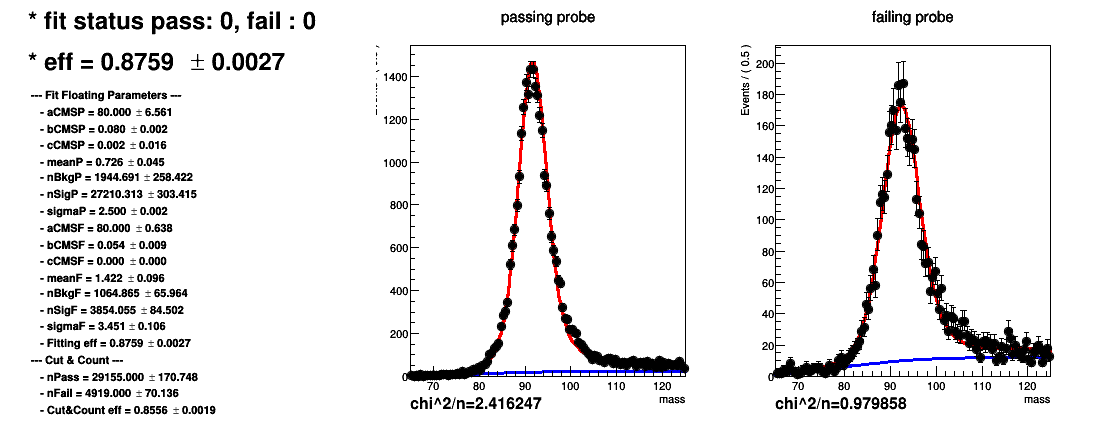 * fit status pass: 0, fail : 0
* eff = 0.8759 ± 0.0027
--- Fit Floating Parameters ---
- aCMSP = 80.000 ± 6.561
- bCMSP = 0.080 ± 0.002
- cCMSP = 0.002 ± 0.016
- meanP = 0.726 ± 0.045
- nBkgP = 1944.691 ± 258.422
- nSigP = 27210.313 ± 303.415
- sigmaP = 2.500 ± 0.002
- aCMSF = 80.000 ± 0.638
- bCMSF = 0.054 ± 0.009
- cCMSF = 0.000 ± 0.000
- meanF = 1.422 ± 0.096
- nBkgF = 1064.865 ± 65.964
- nSigF = 3854.055 ± 84.502
- sigmaF = 3.451 ± 0.106
- Fitting eff = 0.8759 ± 0.0027
--- Cut & Count ---
- nPass = 29155.000 ± 170.748
- nFail = 4919.000 ± 70.136
- Cut&Count eff = 0.8556 ± 0.0019
passing probe
1400
1200
1000
800
600
400
200
0
70 80 90 100 110 120
mass
chi^2/n=2.416247
failing probe
Events / ( 0.5 )
200
180
160
140
120
100
80
60
40
20
0
70 80 90 100 110 120
mass
chi^2/n=0.979858